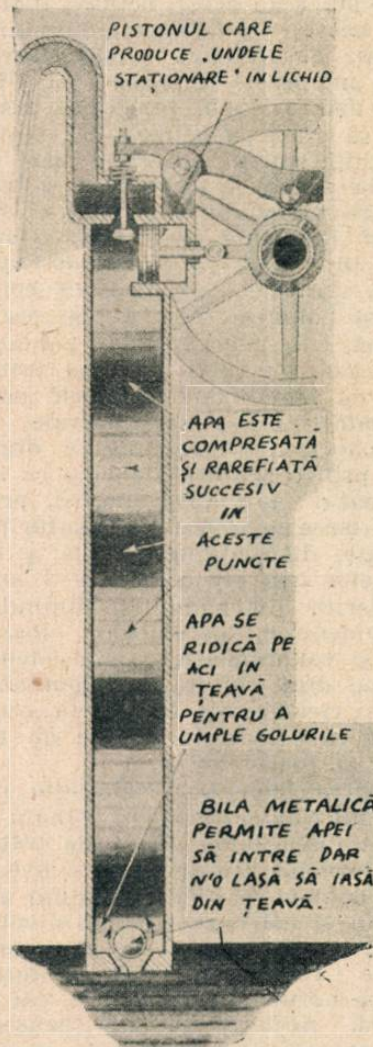 PISTONUL CARE
PRODUCE „UNDELE
STAȚIONARE" IN LICHID
APA ESTE
COMPRESATĂ
ȘI RAREFIATĂ
SUCCESIV
IN
ACESTE
PUNCTE
APA SE
RIDICĂ PE
ACI IN
ȚEAVĂ
PENTRU A
UMPLE GOLURILE
BILA METALICĂ
PERMITE APEI
SĂ INTRE DAR
N'O LASĂ SĂ IASĂ
DIN ȚEAVĂ.